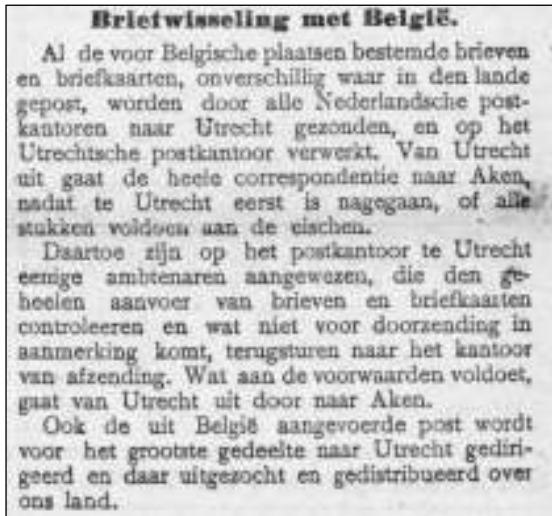 Briefwisseling met België.
Al de voor Belgische plaatsen bestemde brieven
en briefkaarten, onverschillig waar in den lande
gepost, worden door alle Nederlandsche post-
kantoren naar Utrecht gezonden, en op het
Utrechtsche postkantoor verwerkt. Van Utrecht
uit gaat de heele correspondentie naar Aken,
nadat te Utrecht eerst is nagegaan, of alle
stukken voldoen aan de eischen.
Daartoe zijn op het postkantoor te Utrecht
eenige ambtenaren aangewezen, die den ge-
heelen aanvoer van brieven en briefkaarten
controleeren en wat niet voor doorzending in
aanmerking komt, terugsturen naar het kantoor
van afzending. Wat aan de voorwaarden voldoet,
gaat van Utrecht uit door naar Aken.
Ook de uit België aangevoerde post wordt
voor het grootste gedeelte naar Utrecht gediri-
geerd en daar uitgezocht en gedistribueerd over
ons land.